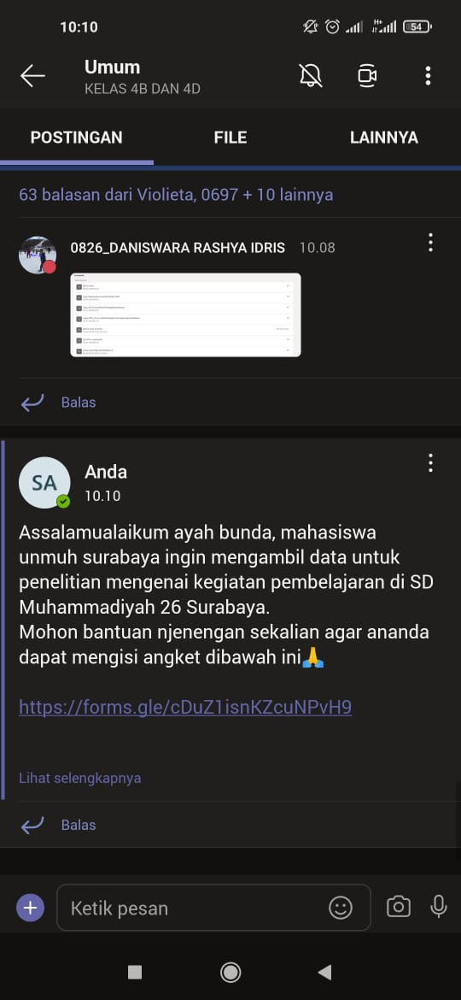 10:10
H+
54
Umum
KELAS 4B DAN 4D
POSTINGAN
FILE
LAINNYA
63 balasan dari Violieta, 0697 + 10 lainnya
0826_DANISWARA RASHYA IDRIS 10.08
Balas
SA
Anda
10.10
Assalamualaikum ayah bunda, mahasiswa
unmuh surabaya ingin mengambil data untuk
penelitian mengenai kegiatan pembelajaran di SD
Muhammadiyah 26 Surabaya.
Mohon bantuan njenengan sekalian agar ananda
dapat mengisi angket dibawah ini🙏
https://forms.gle/cDuZ1isnKZcuNPvH9
Lihat selengkapnya
Balas
Ketik pesan